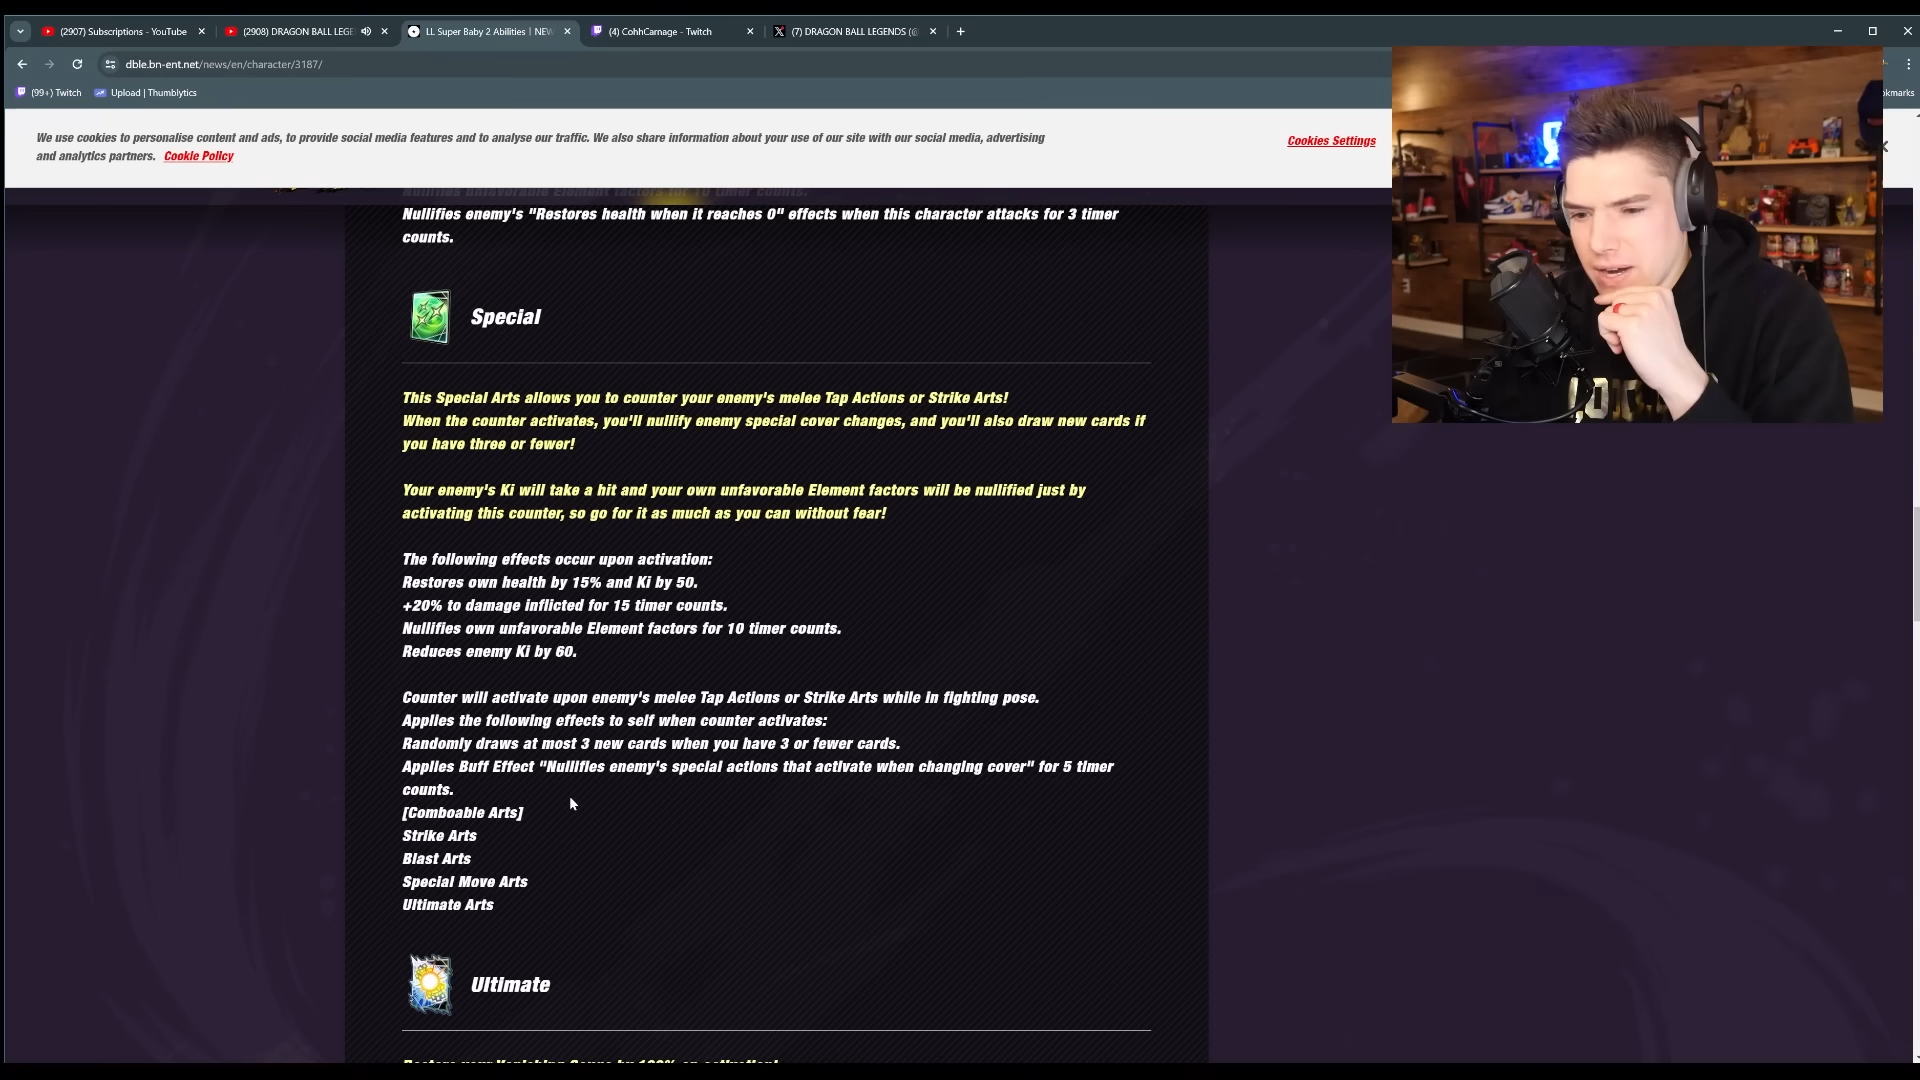 (2907) Subscriptions - YouTube
(2908) DRAGON BALL LEGE
LL Super Baby 2 Abilities | NEW
(4) CohhCarnage - Twitch
(7) DRAGON BALL LEGENDS (@
dble.bn-ent.net/news/en/character/3187/
(99+) Twitch
Upload | Thumblytics
okmarks
We use cookies to personalise content and ads, to provide social media features and to analyse our traffic. We also share information about your use of our site with our social media, advertising
and analytics partners. Cookie Policy
Cookies Settings
Nullifies unfavorable Element factors for 10 timer counts.
Nullifies enemy's "Restores health when it reaches 0" effects when this character attacks for 3 timer
counts.
Special
This Special Arts allows you to counter your enemy's melee Tap Actions or Strike Arts!
When the counter activates, you'll nullify enemy special cover changes, and you'll also draw new cards if
you have three or fewer!
Your enemy's Ki will take a hit and your own unfavorable Element factors will be nullified just by
activating this counter, so go for it as much as you can without fear!
The following effects occur upon activation:
Restores own health by 15% and Ki by 50.
+20% to damage inflicted for 15 timer counts.
Nullifies own unfavorable Element factors for 10 timer counts.
Reduces enemy Ki by 60.
Counter will activate upon enemy's melee Tap Actions or Strike Arts while in fighting pose.
Applies the following effects to self when counter activates:
Randomly draws at most 3 new cards when you have 3 or fewer cards.
Applies Buff Effect "Nullifies enemy's special actions that activate when changing cover" for 5 timer
counts.
[Comboable Arts]
Strike Arts
Blast Arts
Special Move Arts
Ultimate Arts
Ultimate